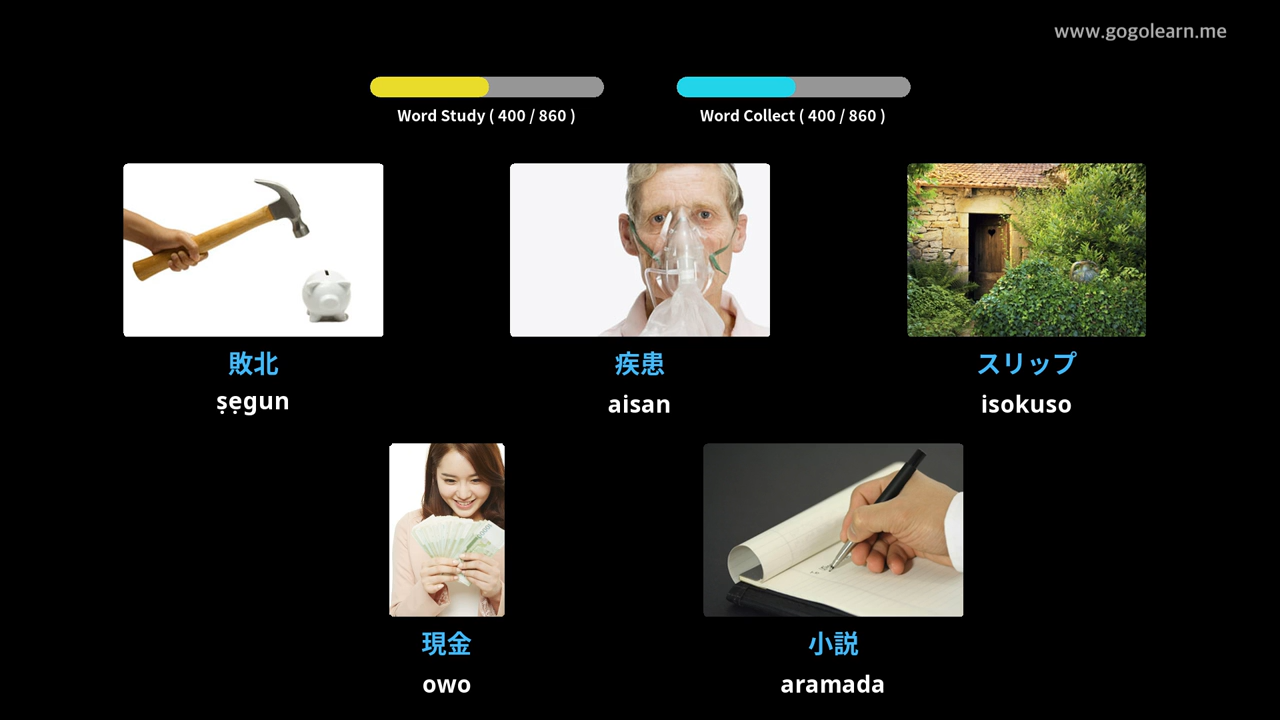 www.gogolearn.me
Word Study ( 400 / 860 )
Word Collect ( 400 / 860 )
敗北
ṣẹgun
疾患
aisan
スリップ
isokuso
現金
owo
小説
aramada